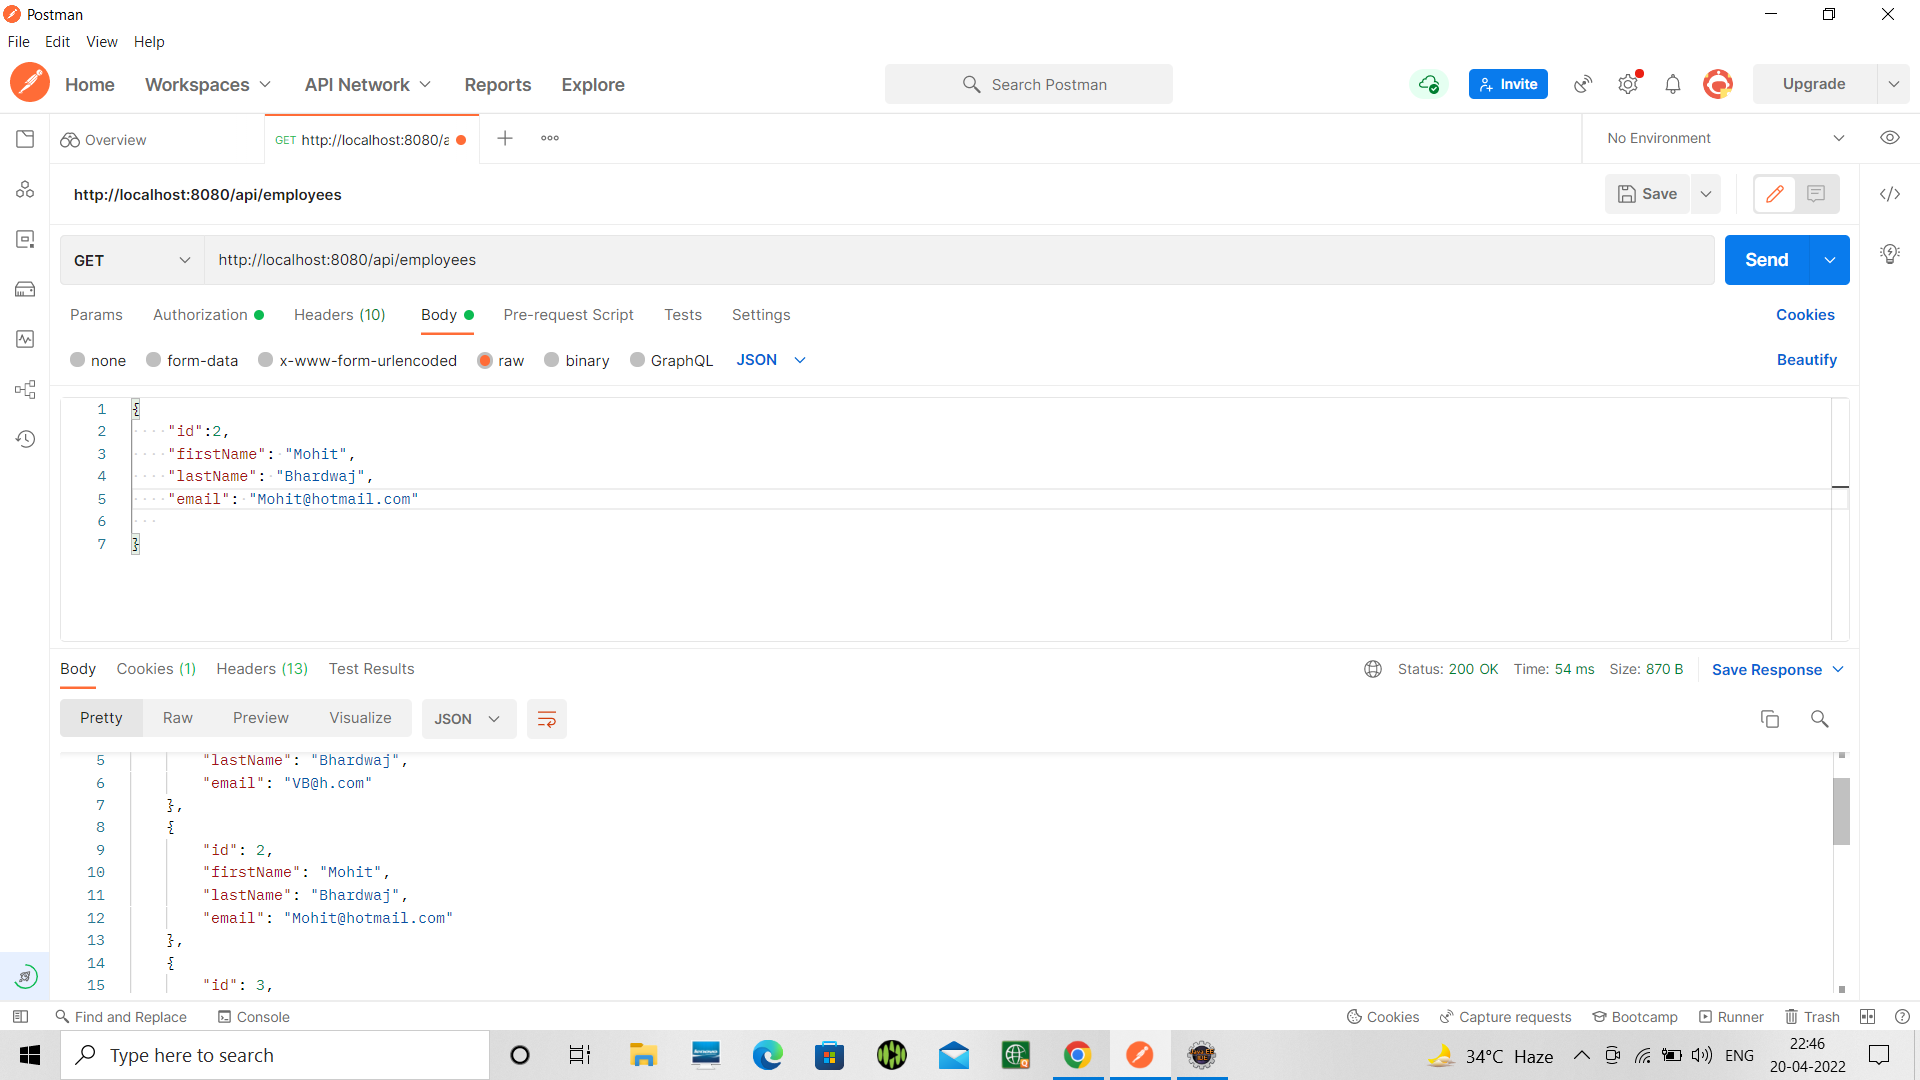 Postman
File Edit View Help
Home Workspaces API Network Reports Explore Search Postman Invite Upgrade
Overview GET http://localhost:8080/a No Environment
http://localhost:8080/api/employees Save
GET http://localhost:8080/api/employees Send
Params Authorization Headers (10) Body Pre-request Script Tests Settings Cookies
none form-data x-www-form-urlencoded raw binary GraphQL JSON Beautify
1 {
2 "id":2,
3 "firstName": "Mohit",
4 "lastName": "Bhardwaj",
5 "email": "Mohit@hotmail.com"
6
7 }
Body Cookies (1) Headers (13) Test Results Status: 200 OK Time: 54 ms Size: 870 B Save Response
Pretty Raw Preview Visualize JSON
5 "lastName": "Bhardwaj",
6 "email": "VB@h.com"
7 },
8 {
9 "id": 2,
10 "firstName": "Mohit",
11 "lastName": "Bhardwaj",
12 "email": "Mohit@hotmail.com"
13 },
14 {
15 "id": 3,
Find and Replace Console Cookies Capture requests Bootcamp Runner Trash
Type here to search 34°C Haze ENG 22:46
20-04-2022